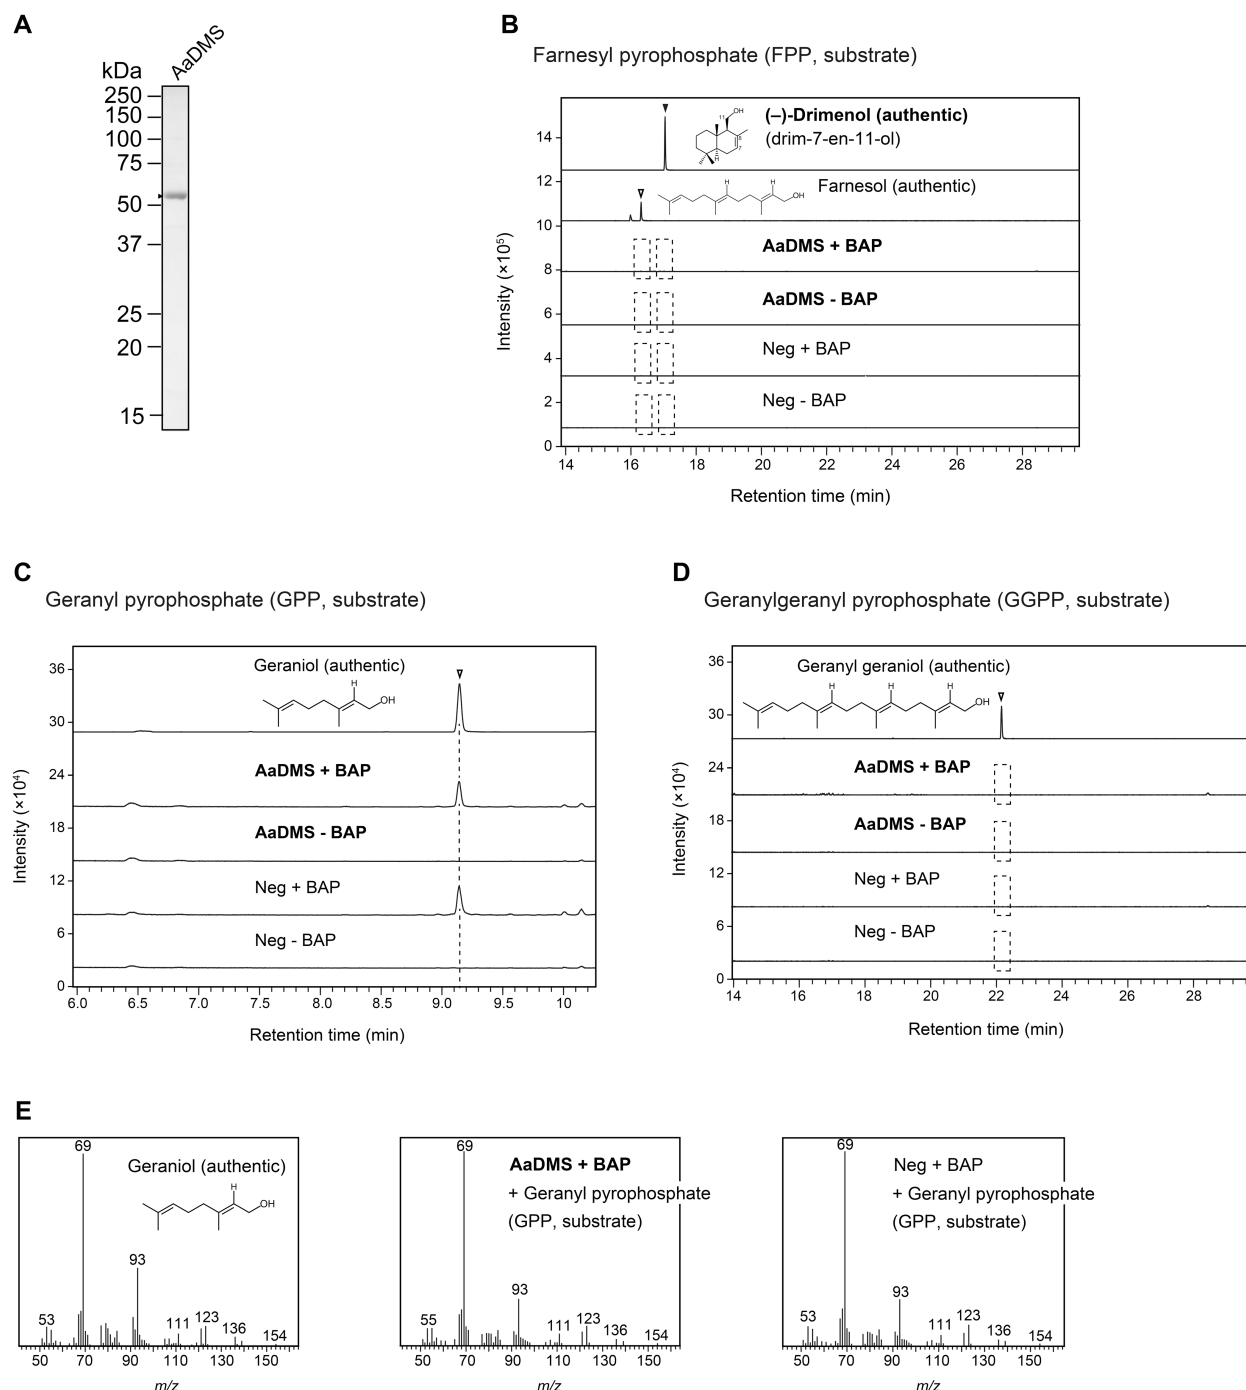 A
AaDMS
kDa
250
150
100
75
50
37
25
20
15
B
Farnesyl pyrophosphate (FPP, substrate)
Intensity (×10⁵)
14
12
10
8
6
4
2
0
OH
11
8
7
H
(–)-Drimenol (authentic)
(drim-7-en-11-ol)
H H
OH
Farnesol (authentic)
AaDMS + BAP
AaDMS - BAP
Neg + BAP
Neg - BAP
14 16 18 20 22 24 26 28
Retention time (min)
C
Geranyl pyrophosphate (GPP, substrate)
Intensity (×10⁴)
36
30
24
18
12
6
0
Geraniol (authentic)
H
OH
AaDMS + BAP
AaDMS - BAP
Neg + BAP
Neg - BAP
6.0 6.5 7.0 7.5 8.0 8.5 9.0 9.5 10
Retention time (min)
D
Geranylgeranyl pyrophosphate (GGPP, substrate)
Intensity (×10⁴)
36
30
24
18
12
6
0
Geranyl geraniol (authentic)
H H H
OH
AaDMS + BAP
AaDMS - BAP
Neg + BAP
Neg - BAP
14 16 18 20 22 24 26 28
Retention time (min)
E
69
Geraniol (authentic)
H
OH
93
53
111
123
136
154
50 70 90 110 130 150
m/z
69
AaDMS + BAP
+ Geranyl pyrophosphate
(GPP, substrate)
93
55
111
123
136
154
50 70 90 110 130 150
m/z
69
Neg + BAP
+ Geranyl pyrophosphate
(GPP, substrate)
93
53
111
123
136
154
50 70 90 110 130 150
m/z